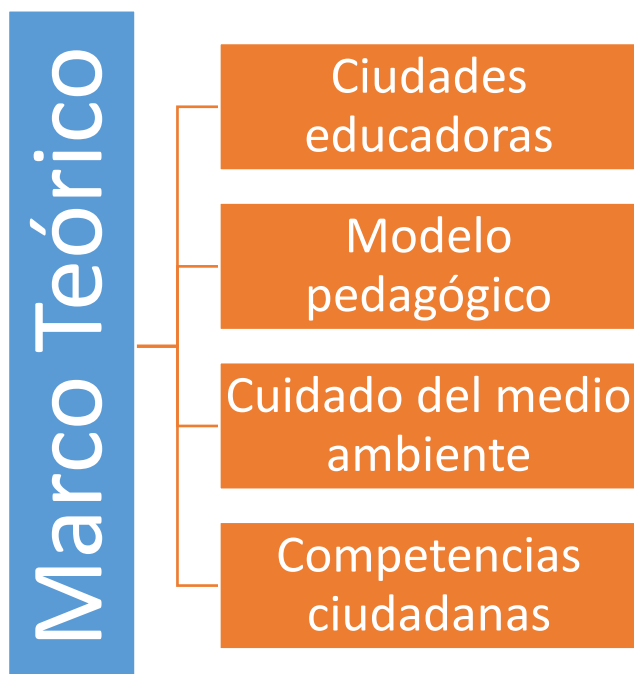 Marco Teórico
Ciudades
educadoras
Modelo
pedagógico
Cuidado del medio
ambiente
Competencias
ciudadanas